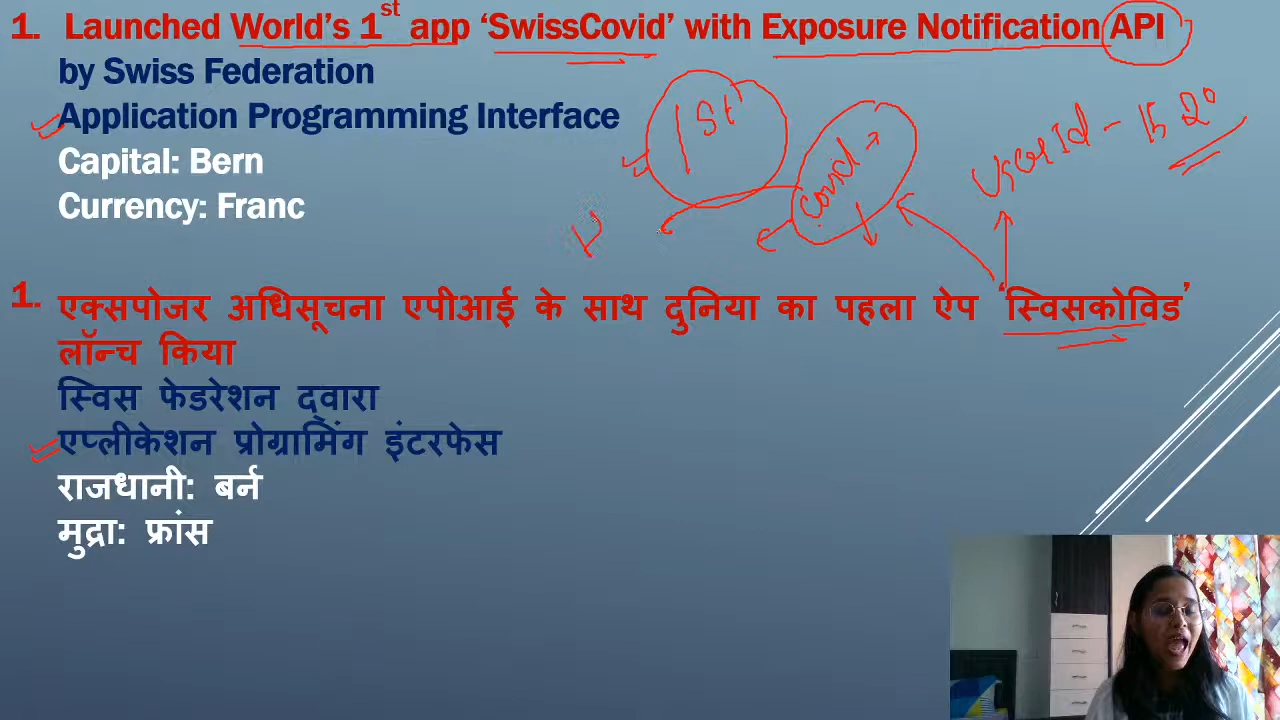 1. Launched World's 1st app 'SwissCovid' with Exposure Notification API
by Swiss Federation
Application Programming Interface
Capital: Bern
Currency: Franc
1st
Covid
UserId - 15
1. एक्सपोजर अधिसूचना एपीआई के साथ दुनिया का पहला ऐप 'स्विसकोविड'
लॉन्च किया
स्विस फेडरेशन द्वारा
एप्लीकेशन प्रोग्रामिंग इंटरफेस
राजधानी: बर्न
मुद्रा: फ्रांस